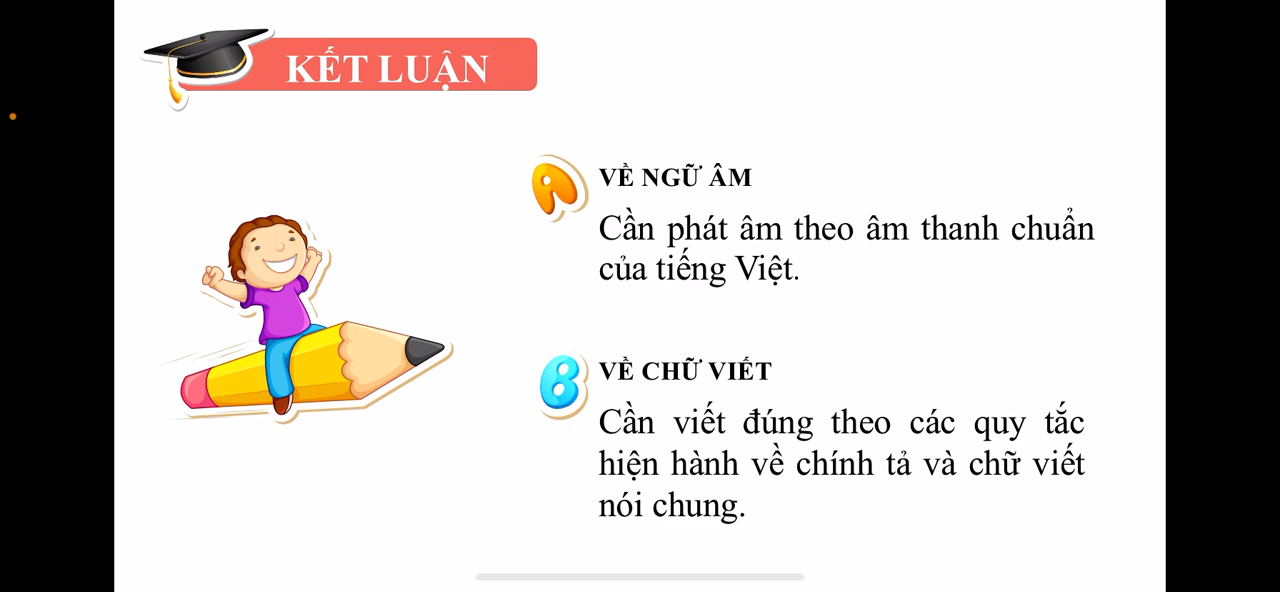 KẾT LUẬN
A
VỀ NGỮ ÂM
Cần phát âm theo âm thanh chuẩn
của tiếng Việt.
B
VỀ CHỮ VIẾT
Cần viết đúng theo các quy tắc
hiện hành về chính tả và chữ viết
nói chung.